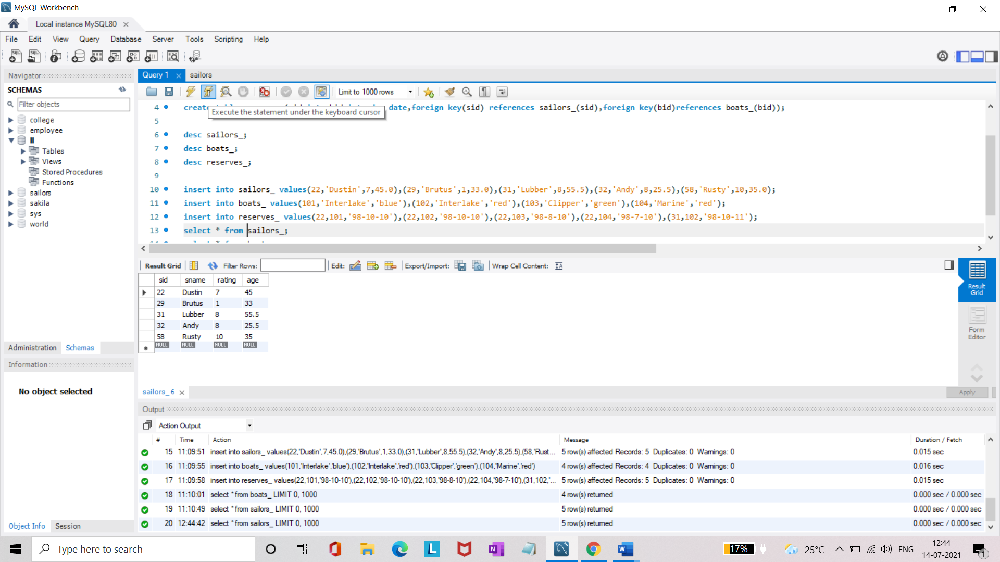 MySQL Workbench
Local instance MySQL80
File Edit View Query Database Server Tools Scripting Help
Navigator
SCHEMAS
Filter objects
college
employee
ll
Tables
Views
Stored Procedures
Functions
sailors
sakila
sys
world
Administration Schemas
Information
No object selected
Object Info Session
Query 1 sailors
Limit to 1000 rows
4 date,foreign key(sid) references sailors_(sid),foreign key(bid)references boats_(bid));
Execute the statement under the keyboard cursor
5
6 desc sailors_;
7 desc boats_;
8 desc reserves_;
9
10 insert into sailors_ values(22,'Dustin',7,45.0),(29,'Brutus',1,33.0),(31,'Lubber',8,55.5),(32,'Andy',8,25.5),(58,'Rusty',10,35.0);
11 insert into boats_ values(101,'Interlake','blue'),(102,'Interlake','red'),(103,'Clipper','green'),(104,'Marine','red');
12 insert into reserves_ values(22,101,'98-10-10'),(22,102,'98-10-10'),(22,103,'98-8-10'),(22,104,'98-7-10'),(31,102,'98-10-11');
13 select * from sailors_;
Result Grid Filter Rows: Edit: Export/Import: Wrap Cell Content:
sid sname rating age
22 Dustin 7 45
29 Brutus 1 33
31 Lubber 8 55.5
32 Andy 8 25.5
58 Rusty 10 35
NULL NULL NULL NULL
Result Grid
Form Editor
sailors_6
Apply
Output
Action Output
# Time Action Message Duration / Fetch
15 11:09:51 insert into sailors_ values(22,'Dustin',7,45.0),(29,'Brutus',1,33.0),(31,'Lubber',8,55.5),(32,'Andy',8,25.5),(58,'Rust... 5 row(s) affected Records: 5 Duplicates: 0 Warnings: 0 0.015 sec
16 11:09:55 insert into boats_ values(101,'Interlake','blue'),(102,'Interlake','red'),(103,'Clipper','green'),(104,'Marine','red') 4 row(s) affected Records: 4 Duplicates: 0 Warnings: 0 0.016 sec
17 11:09:58 insert into reserves_ values(22,101,'98-10-10'),(22,102,'98-10-10'),(22,103,'98-8-10'),(22,104,'98-7-10'),(31,102,'... 5 row(s) affected Records: 5 Duplicates: 0 Warnings: 0 0.015 sec
18 11:10:01 select * from boats_ LIMIT 0, 1000 4 row(s) returned 0.000 sec / 0.000 sec
19 11:10:49 select * from sailors_ LIMIT 0, 1000 5 row(s) returned 0.000 sec / 0.000 sec
20 12:44:42 select * from sailors_ LIMIT 0, 1000 5 row(s) returned 0.000 sec / 0.000 sec
Type here to search
17%
25°C
ENG
12:44
14-07-2021
1